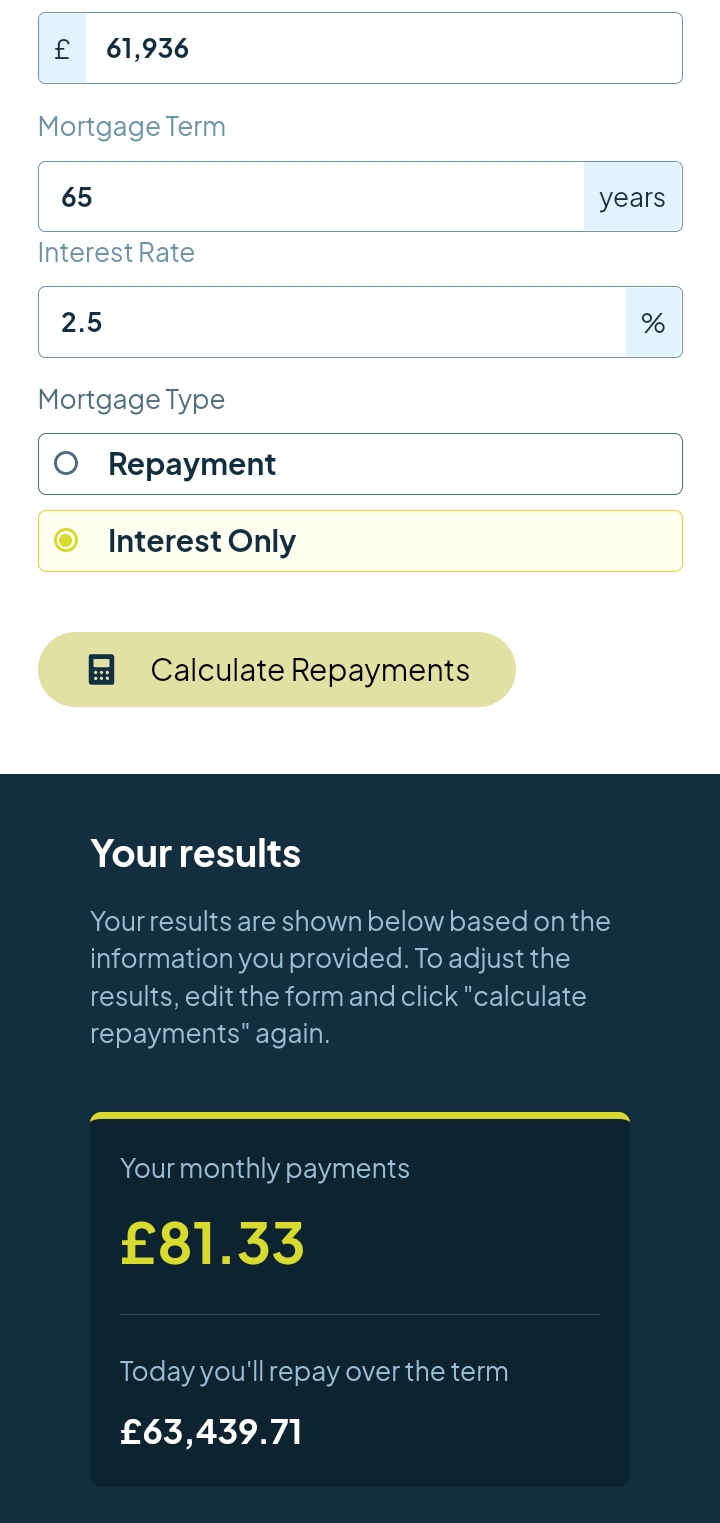 £ 61,936
Mortgage Term
65 years
Interest Rate
2.5 %
Mortgage Type
Repayment
Interest Only
Calculate Repayments
Your results
Your results are shown below based on the
information you provided. To adjust the
results, edit the form and click "calculate
repayments" again.
Your monthly payments
£81.33
Today you'll repay over the term
£63,439.71